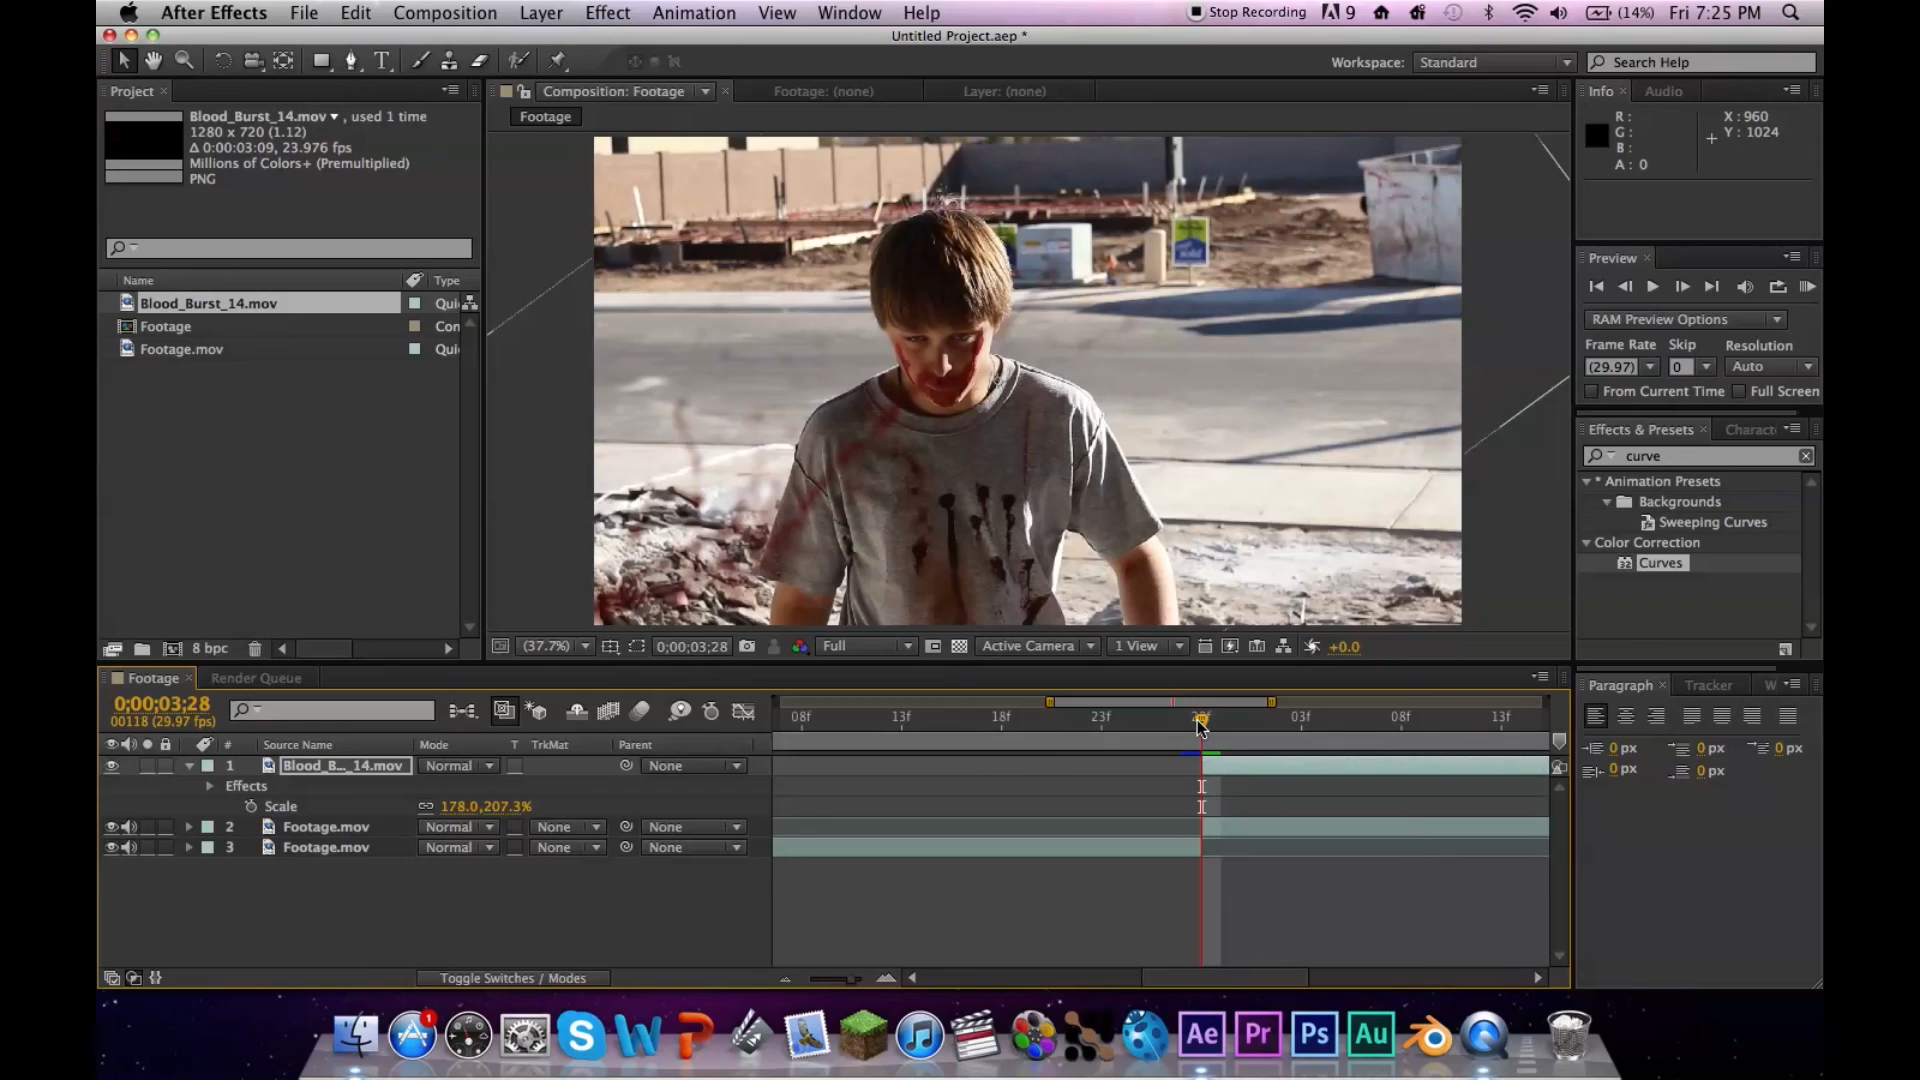 After Effects File Edit Composition Layer Effect Animation View Window Help Stop Recording 9 (14%) Fri 7:25 PM
Untitled Project.aep *
Workspace: Standard Search Help
Project
Composition: Footage Footage: (none) Layer: (none)
Info Audio
Footage
Blood_Burst_14.mov , used 1 time
1280 x 720 (1.12)
Δ 0:00:03:09, 23.976 fps
Millions of Colors+ (Premultiplied)
PNG
R :
G :
B :
A : 0
X : 960
Y : 1024
Preview
RAM Preview Options
Frame Rate Skip Resolution
(29.97) 0 Auto
From Current Time Full Screen
Name Type
Blood_Burst_14.mov Qui
Footage Con
Footage.mov Qui
Effects & Presets Charact
curve
* Animation Presets
Backgrounds
Sweeping Curves
Color Correction
Curves
8 bpc
(37.7%) 0;00;03;28 Full Active Camera 1 View +0.0
Footage Render Queue
0;00;03;28
00118 (29.97 fps)
08f 13f 18f 23f 03f 08f 13f
# Source Name Mode T TrkMat Parent
1 Blood_B..._14.mov Normal None
Effects
Scale 178.0,207.3%
2 Footage.mov Normal None None
3 Footage.mov Normal None None
Toggle Switches / Modes
Paragraph Tracker W
0 px 0 px 0 px
0 px 0 px
1
Ae Pr Ps Au